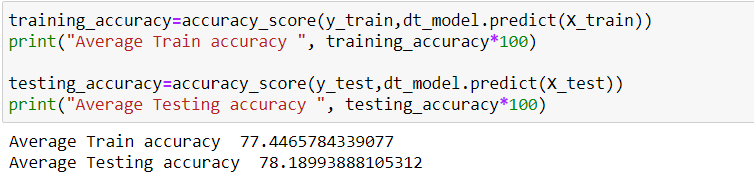 training_accuracy=accuracy_score(y_train,dt_model.predict(X_train))
print("Average Train accuracy ", training_accuracy*100)
testing_accuracy=accuracy_score(y_test,dt_model.predict(X_test))
print("Average Testing accuracy ", testing_accuracy*100)
Average Train accuracy  77.4465784339077
Average Testing accuracy  78.18993888105312